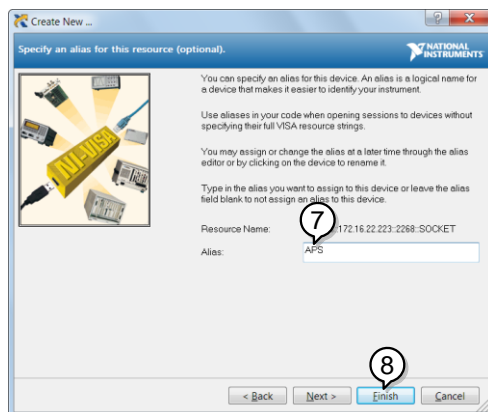 Create New ...
Specify an alias for this resource (optional).
NATIONAL
INSTRUMENTS
You can specify an alias for this device. An alias is a logical name for
a device that makes it easier to identify your instrument.
Use aliases in your code when opening sessions to devices without
specifying their full VISA resource strings.
You may assign or change the alias at a later time through the alias
editor or by clicking on the device to rename it.
Type in the alias you want to assign to this device or leave the alias
field blank to not assign an alias to this device.
NI-VISA
7
Resource Name: 172.16.22.223::2268::SOCKET
Alias: APS
8
< Back Next > Finish Cancel